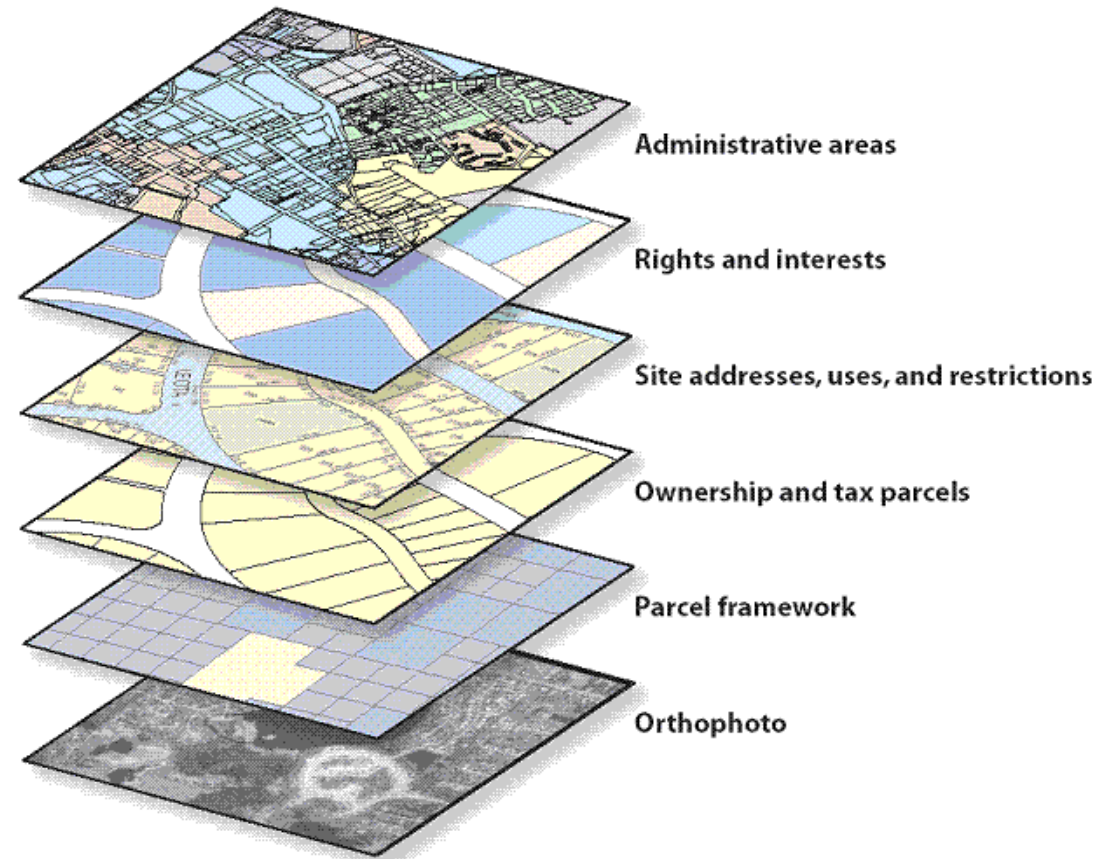 Administrative areas
Rights and interests
Site addresses, uses, and restrictions
Ownership and tax parcels
Parcel framework
Orthophoto